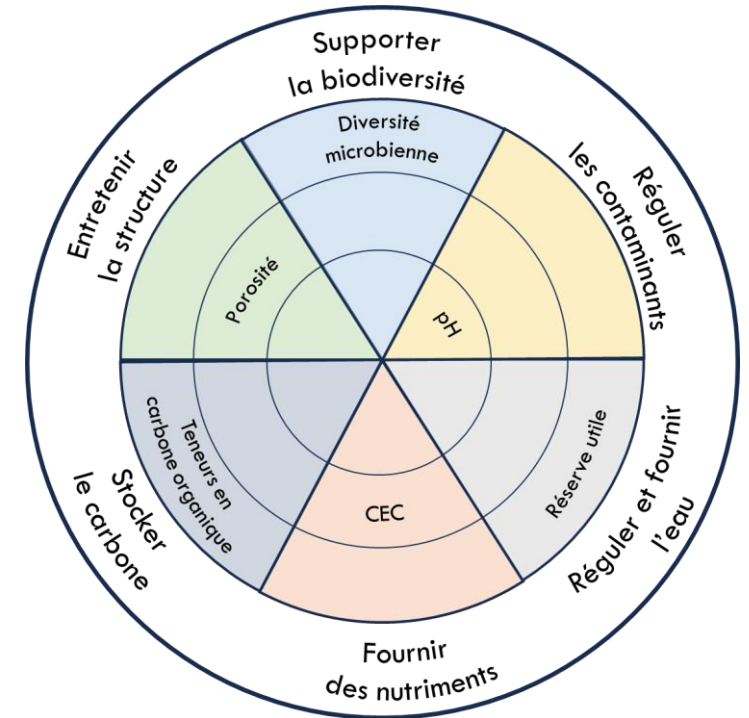 Supporter
la biodiversité
Diversité
microbienne
Réguler
les contaminants
pH
Réguler et fournir
l'eau
Réserve utile
Fournir
des nutriments
CEC
Stocker
le carbone
Teneurs en
carbone organique
Entretenir
la structure
Porosité